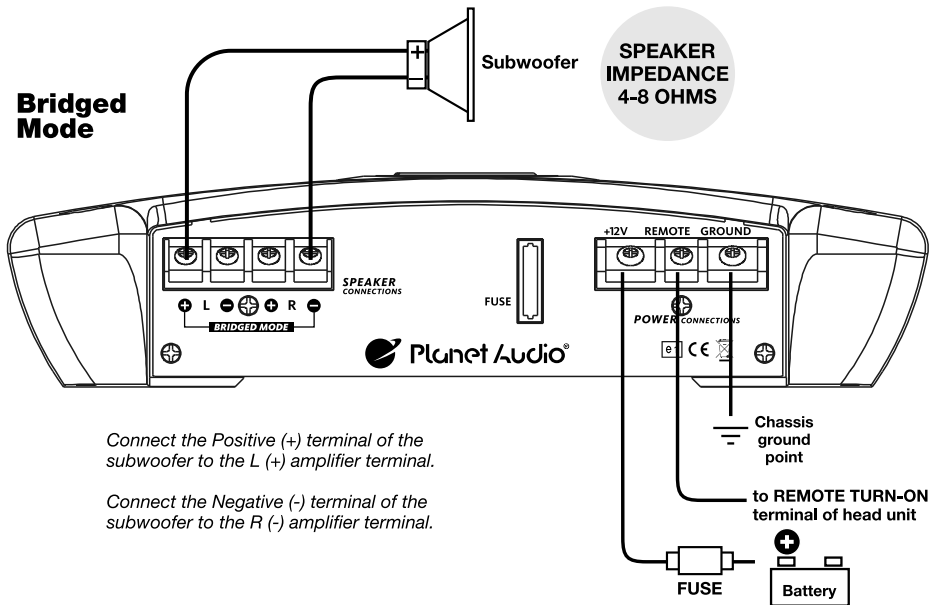 Bridged
Mode
+
−
Subwoofer
SPEAKER
IMPEDANCE
4-8 OHMS
+12V REMOTE GROUND
SPEAKER
CONNECTIONS
+ L − + R −
BRIDGED MODE
FUSE
POWER CONNECTIONS
Planet Audio®
e1 CE
Connect the Positive (+) terminal of the
subwoofer to the L (+) amplifier terminal.
Connect the Negative (-) terminal of the
subwoofer to the R (-) amplifier terminal.
Chassis
ground
point
to REMOTE TURN-ON
terminal of head unit
FUSE
+
Battery